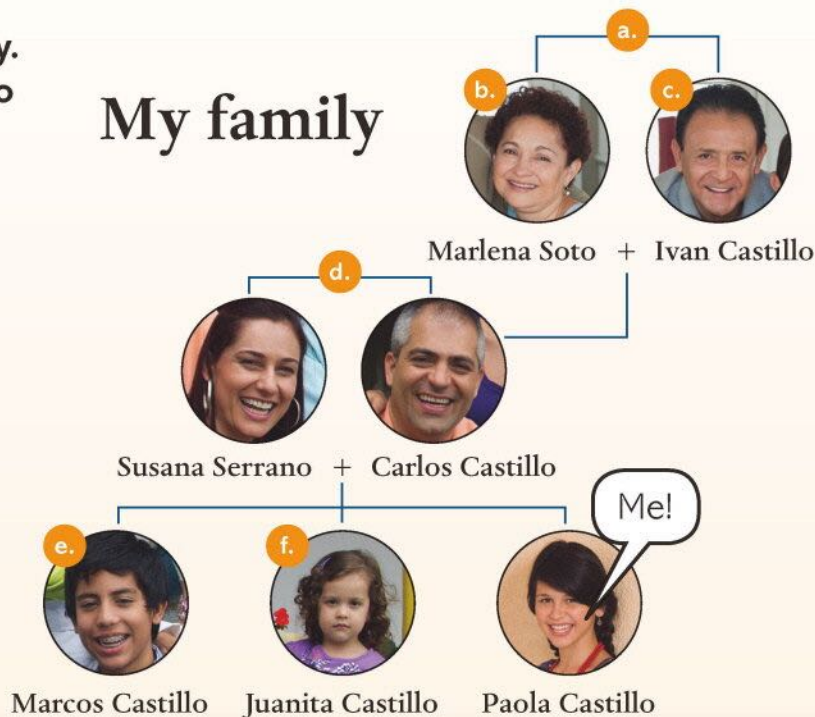 y.
o
My family
a.
b.
c.
Marlena Soto + Ivan Castillo
d.
Susana Serrano + Carlos Castillo
Me!
e.
f.
Marcos Castillo Juanita Castillo Paola Castillo